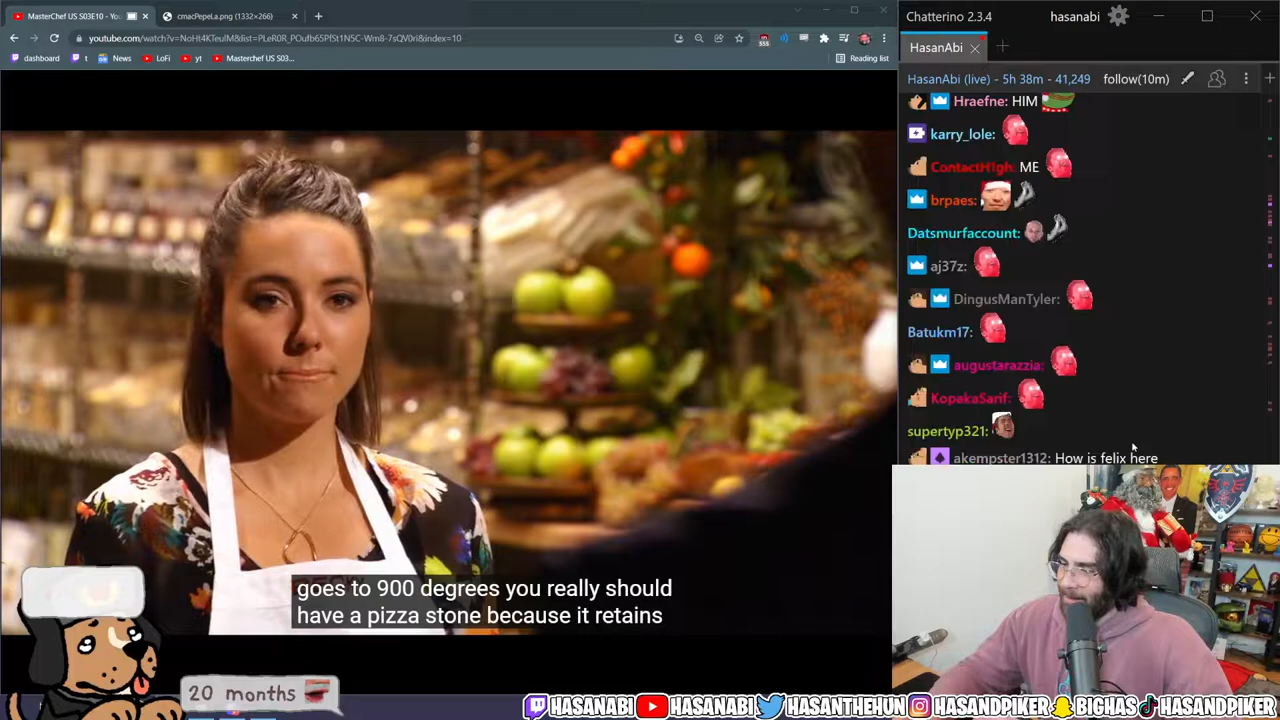 MasterChef US S03E10 - YouT
cmacPepeLa.png (1332×266)
youtube.com/watch?v=NoHt4KTeuIM&list=PLeR0R_POufb65PfSt1N5C-Wm8-7sQV0ri&index=10
dashboard
t
News
LoFi
yt
Masterchef US S03...
Reading list
Chatterino 2.3.4
hasanabi
HasanAbi
HasanAbi (live) - 5h 38m - 41,249
follow(10m)
Hraefne: HIM
karry_lole:
ContactH1gh: ME
brpaes:
Datsmurfaccount:
aj37z:
DingusManTyler:
Batukm17:
augustarazzia:
KopakaSarif:
supertyp321:
akempster1312: How is felix here
goes to 900 degrees you really should
have a pizza stone because it retains
20 months
HASANABI
HASANABI
HASANTHEHUN
HASANDPIKER
BIGHAS
HASANDPIKER